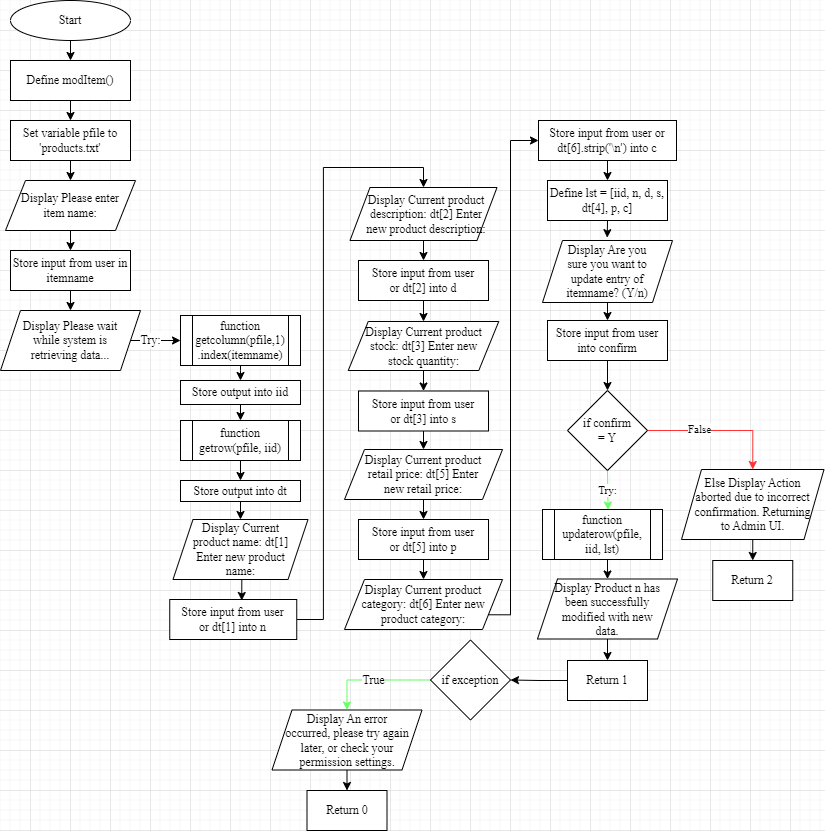 Start
Define modItem()
Set variable pfile to
'products.txt'
Display Please enter
item name:
Store input from user in
itemname
Display Please wait
while system is
retrieving data...
Try:
function
getcolumn(pfile,1)
.index(itemname)
Store output into iid
function
getrow(pfile, iid)
Store output into dt
Display Current
product name: dt[1]
Enter new product
name:
Store input from user
or dt[1] into n
Display Current product
description: dt[2] Enter
new product description:
Store input from user
or dt[2] into d
Display Current product
stock: dt[3] Enter new
stock quantity:
Store input from user
or dt[3] into s
Display Current product
retail price: dt[5] Enter
new retail price:
Store input from user
or dt[5] into p
Display Current product
category: dt[6] Enter new
product category:
Store input from user or
dt[6].strip('\n') into c
Define lst = [iid, n, d, s,
dt[4], p, c]
Display Are you
sure you want to
update entry of
itemname? (Y/n)
Store input from user
into confirm
if confirm
= Y
False
Else Display Action
aborted due to incorrect
confirmation. Returning
to Admin UI.
Return 2
Try:
function
updaterow(pfile,
iid, lst)
Display Product n has
been successfully
modified with new
data.
Return 1
if exception
True
Display An error
occurred, please try again
later, or check your
permission settings.
Return 0